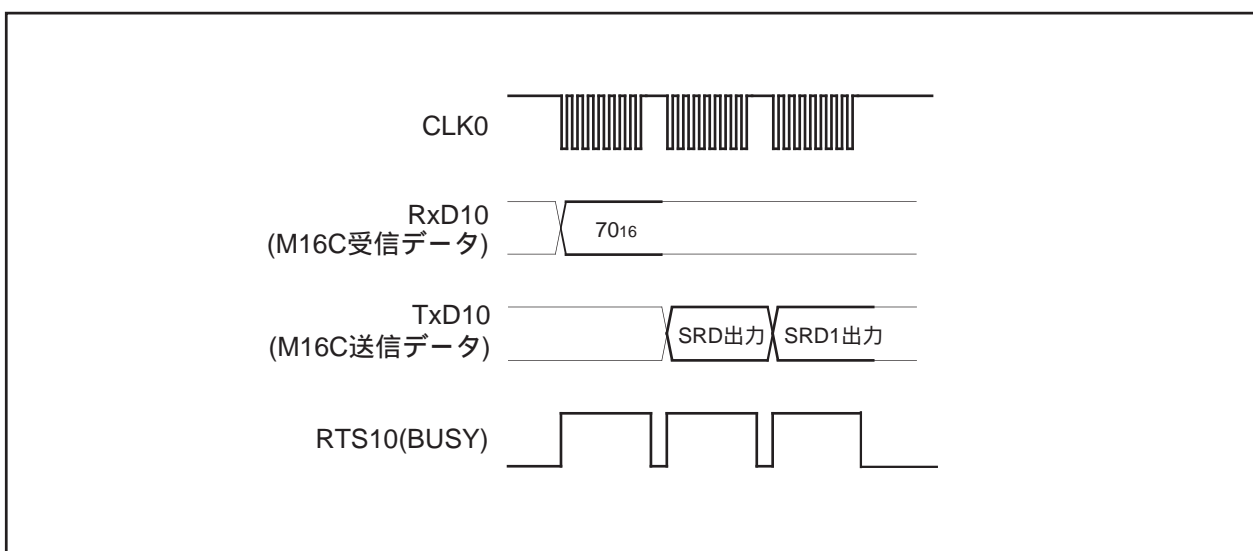 CLK0
RxD10
(M16C受信データ)
7016
TxD10
(M16C送信データ)
SRD出力
SRD1出力
RTS10(BUSY)